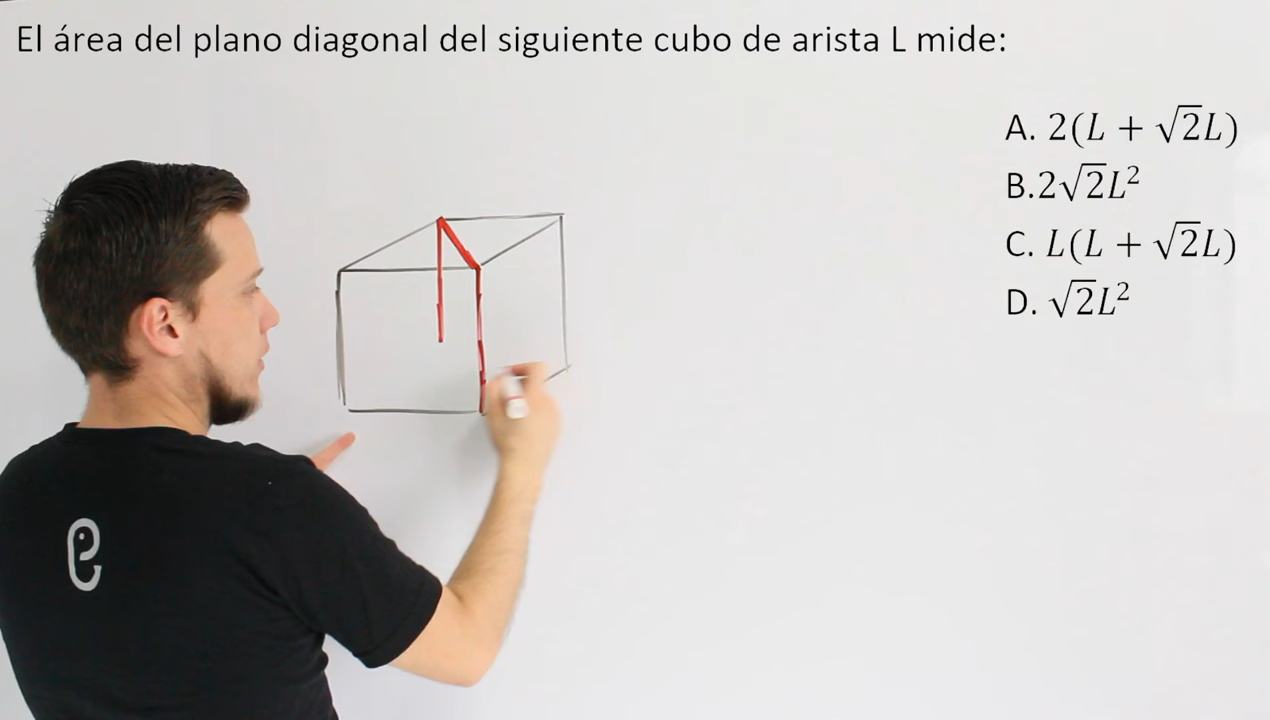 El área del plano diagonal del siguiente cubo de arista L mide:
A. 2(L + √2L)
B.2√2L²
C. L(L + √2L)
D. √2L²